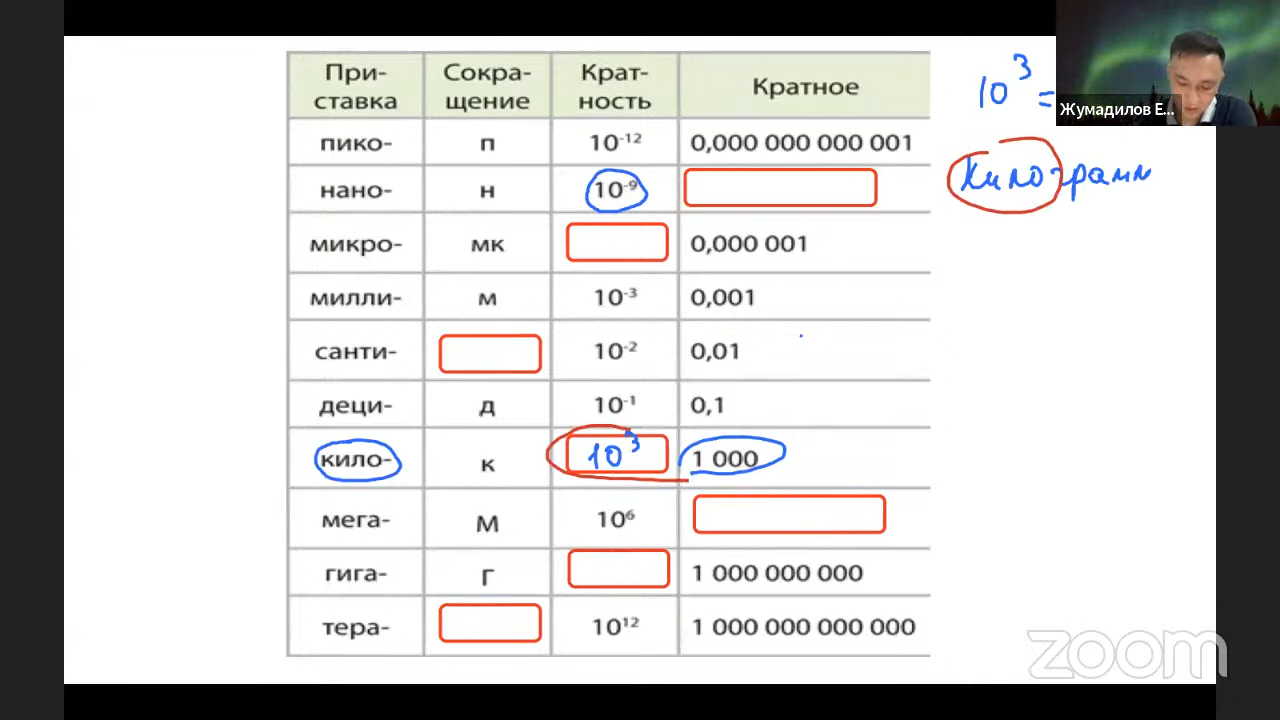 При- Сокра- Крат- Кратное
ставка щение ность
пико- п 10⁻¹² 0,000 000 000 001
нано- н 10⁻⁹
микро- мк 0,000 001
милли- м 10⁻³ 0,001
санти- 10⁻² 0,01
деци- д 10⁻¹ 0,1
кило- к 10³ 1 000
мега- М 10⁶
гига- Г 1 000 000 000
тера- 10¹² 1 000 000 000 000
10³ =
Жумадилов Е...
Килограмм
zoom